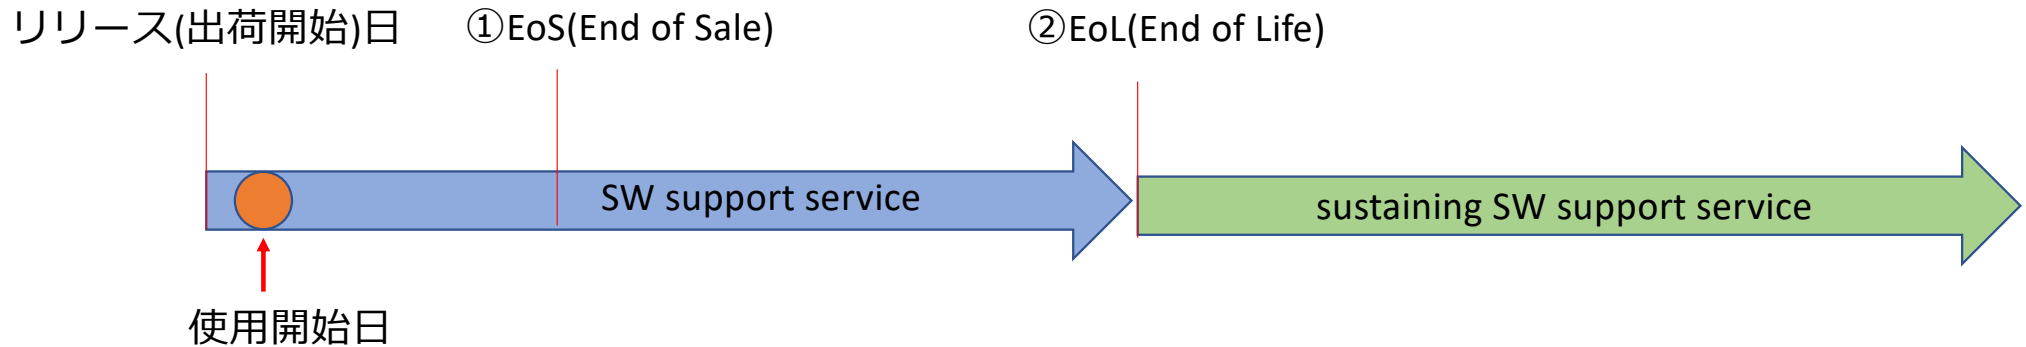 リリース(出荷開始)日
①EoS(End of Sale)
②EoL(End of Life)
SW support service
sustaining SW support service
使用開始日